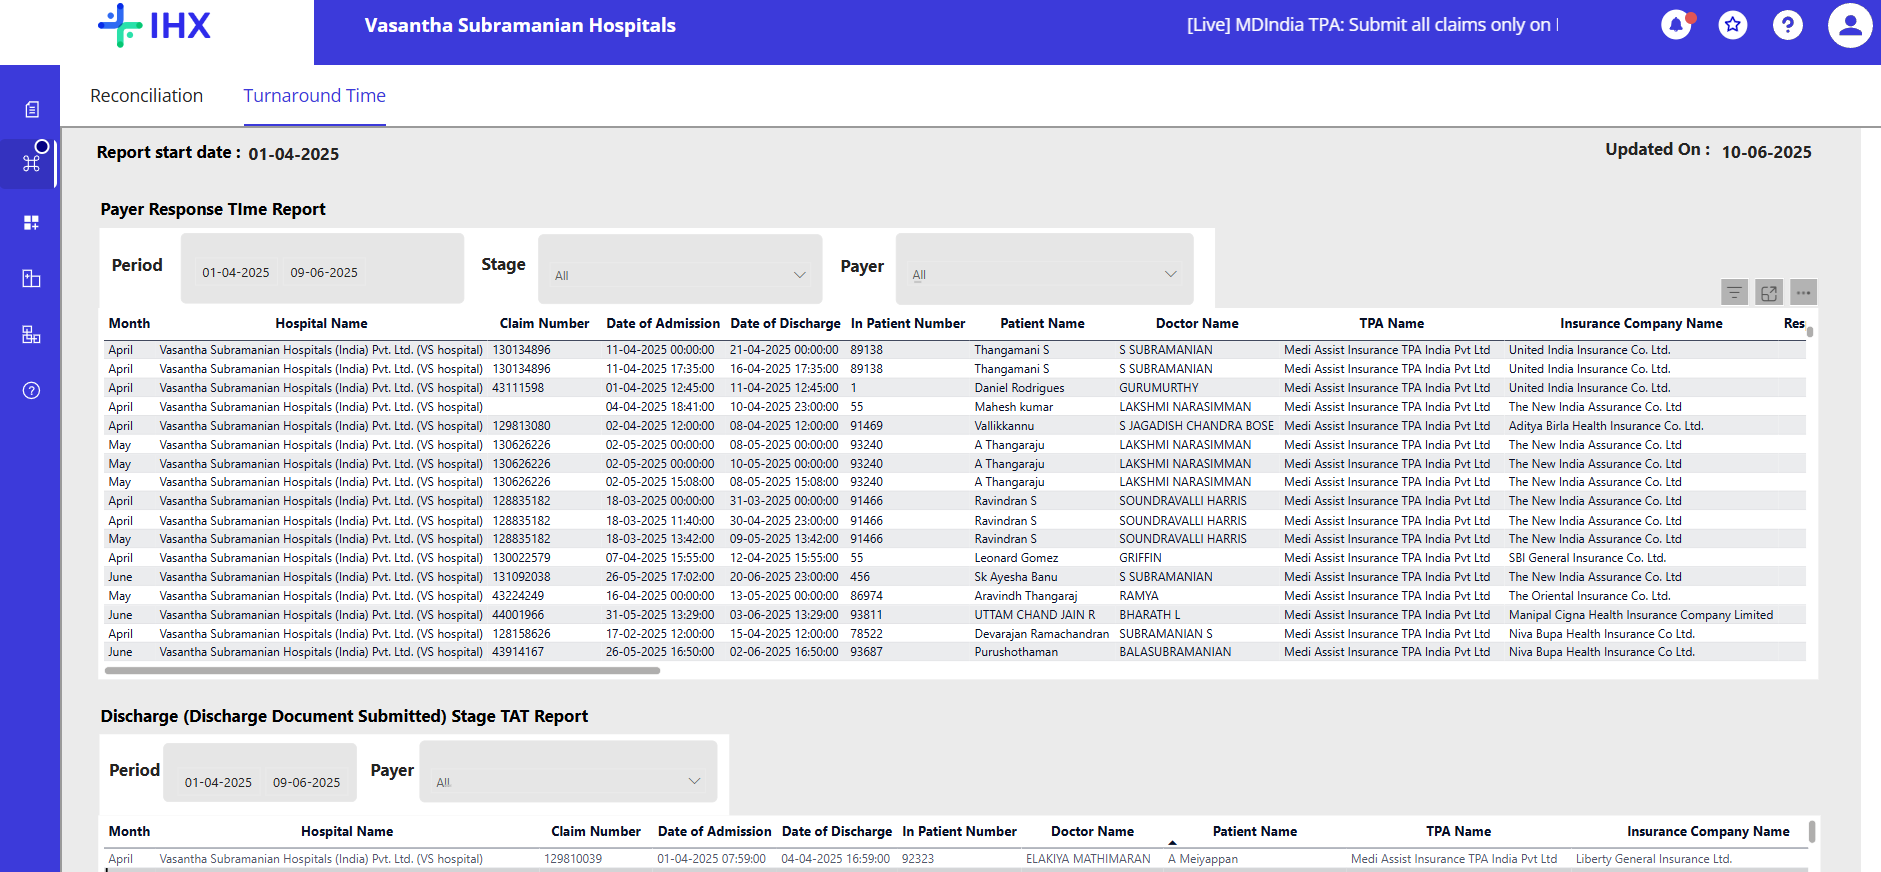 IHX
Vasantha Subramanian Hospitals
[Live] MDIndia TPA: Submit all claims only on
Reconciliation Turnaround Time
Report start date : 01-04-2025
Updated On : 10-06-2025
Payer Response TIme Report
Period 01-04-2025 09-06-2025 Stage All Payer All
Month Hospital Name Claim Number Date of Admission Date of Discharge In Patient Number Patient Name Doctor Name TPA Name Insurance Company Name Res
April Vasantha Subramanian Hospitals (India) Pvt. Ltd. (VS hospital) 130134896 11-04-2025 00:00:00 21-04-2025 00:00:00 89138 Thangamani S S SUBRAMANIAN Medi Assist Insurance TPA India Pvt Ltd United India Insurance Co. Ltd.
April Vasantha Subramanian Hospitals (India) Pvt. Ltd. (VS hospital) 130134896 11-04-2025 17:35:00 16-04-2025 17:35:00 89138 Thangamani S S SUBRAMANIAN Medi Assist Insurance TPA India Pvt Ltd United India Insurance Co. Ltd.
April Vasantha Subramanian Hospitals (India) Pvt. Ltd. (VS hospital) 43111598 01-04-2025 12:45:00 11-04-2025 12:45:00 1 Daniel Rodrigues GURUMURTHY Medi Assist Insurance TPA India Pvt Ltd United India Insurance Co. Ltd.
April Vasantha Subramanian Hospitals (India) Pvt. Ltd. (VS hospital) 04-04-2025 18:41:00 10-04-2025 23:00:00 55 Mahesh kumar LAKSHMI NARASIMMAN Medi Assist Insurance TPA India Pvt Ltd The New India Assurance Co. Ltd
April Vasantha Subramanian Hospitals (India) Pvt. Ltd. (VS hospital) 129813080 02-04-2025 12:00:00 08-04-2025 12:00:00 91469 Vallikkannu S JAGADISH CHANDRA BOSE Medi Assist Insurance TPA India Pvt Ltd Aditya Birla Health Insurance Co. Ltd.
May Vasantha Subramanian Hospitals (India) Pvt. Ltd. (VS hospital) 130626226 02-05-2025 00:00:00 08-05-2025 00:00:00 93240 A Thangaraju LAKSHMI NARASIMMAN Medi Assist Insurance TPA India Pvt Ltd The New India Assurance Co. Ltd
May Vasantha Subramanian Hospitals (India) Pvt. Ltd. (VS hospital) 130626226 02-05-2025 00:00:00 10-05-2025 00:00:00 93240 A Thangaraju LAKSHMI NARASIMMAN Medi Assist Insurance TPA India Pvt Ltd The New India Assurance Co. Ltd
May Vasantha Subramanian Hospitals (India) Pvt. Ltd. (VS hospital) 130626226 02-05-2025 15:08:00 08-05-2025 15:08:00 93240 A Thangaraju LAKSHMI NARASIMMAN Medi Assist Insurance TPA India Pvt Ltd The New India Assurance Co. Ltd
April Vasantha Subramanian Hospitals (India) Pvt. Ltd. (VS hospital) 128835182 18-03-2025 00:00:00 31-03-2025 00:00:00 91466 Ravindran S SOUNDRAVALLI HARRIS Medi Assist Insurance TPA India Pvt Ltd The New India Assurance Co. Ltd
April Vasantha Subramanian Hospitals (India) Pvt. Ltd. (VS hospital) 128835182 18-03-2025 11:40:00 30-04-2025 23:00:00 91466 Ravindran S SOUNDRAVALLI HARRIS Medi Assist Insurance TPA India Pvt Ltd The New India Assurance Co. Ltd
May Vasantha Subramanian Hospitals (India) Pvt. Ltd. (VS hospital) 128835182 18-03-2025 13:42:00 09-05-2025 13:42:00 91466 Ravindran S SOUNDRAVALLI HARRIS Medi Assist Insurance TPA India Pvt Ltd The New India Assurance Co. Ltd
April Vasantha Subramanian Hospitals (India) Pvt. Ltd. (VS hospital) 130022579 07-04-2025 15:55:00 12-04-2025 15:55:00 55 Leonard Gomez GRIFFIN Medi Assist Insurance TPA India Pvt Ltd SBI General Insurance Co. Ltd.
June Vasantha Subramanian Hospitals (India) Pvt. Ltd. (VS hospital) 131092038 26-05-2025 17:02:00 20-06-2025 23:00:00 456 Sk Ayesha Banu S SUBRAMANIAN Medi Assist Insurance TPA India Pvt Ltd The New India Assurance Co. Ltd
May Vasantha Subramanian Hospitals (India) Pvt. Ltd. (VS hospital) 43224249 16-04-2025 00:00:00 13-05-2025 00:00:00 86974 Aravindh Thangaraj RAMYA Medi Assist Insurance TPA India Pvt Ltd The Oriental Insurance Co. Ltd.
June Vasantha Subramanian Hospitals (India) Pvt. Ltd. (VS hospital) 44001966 31-05-2025 13:29:00 03-06-2025 13:29:00 93811 UTTAM CHAND JAIN R BHARATH L Medi Assist Insurance TPA India Pvt Ltd Manipal Cigna Health Insurance Company Limited
April Vasantha Subramanian Hospitals (India) Pvt. Ltd. (VS hospital) 128158626 17-02-2025 12:00:00 15-04-2025 12:00:00 78522 Devarajan Ramachandran SUBRAMANIAN S Medi Assist Insurance TPA India Pvt Ltd Niva Bupa Health Insurance Co Ltd.
June Vasantha Subramanian Hospitals (India) Pvt. Ltd. (VS hospital) 43914167 26-05-2025 16:50:00 02-06-2025 16:50:00 93687 Purushothaman BALASUBRAMANIAN Medi Assist Insurance TPA India Pvt Ltd Niva Bupa Health Insurance Co Ltd.
Discharge (Discharge Document Submitted) Stage TAT Report
Period 01-04-2025 09-06-2025 Payer All
Month Hospital Name Claim Number Date of Admission Date of Discharge In Patient Number Doctor Name Patient Name TPA Name Insurance Company Name
April Vasantha Subramanian Hospitals (India) Pvt. Ltd. (VS hospital) 129810039 01-04-2025 07:59:00 04-04-2025 16:59:00 92323 ELAKIYA MATHIMARAN A Meiyappan Medi Assist Insurance TPA India Pvt Ltd Liberty General Insurance Ltd.